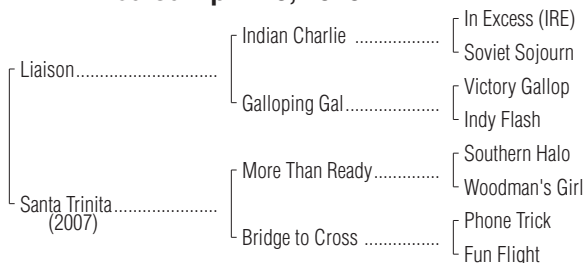 In Excess (IRE)
Indian Charlie ...................
Soviet Sojourn
Liaison................................
Victory Gallop
Galloping Gal.....................
Indy Flash
Southern Halo
More Than Ready...............
Woodman's Girl
Santa Trinita.......................
(2007)
Phone Trick
Bridge to Cross .................
Fun Flight